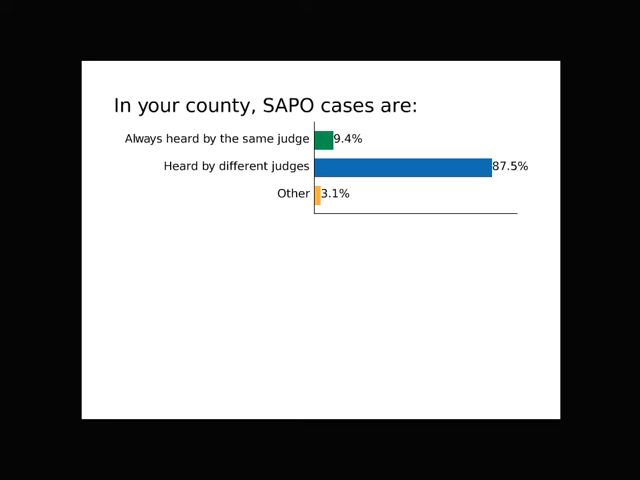 In your county, SAPO cases are:
Always heard by the same judge 9.4%
Heard by different judges 87.5%
Other 3.1%